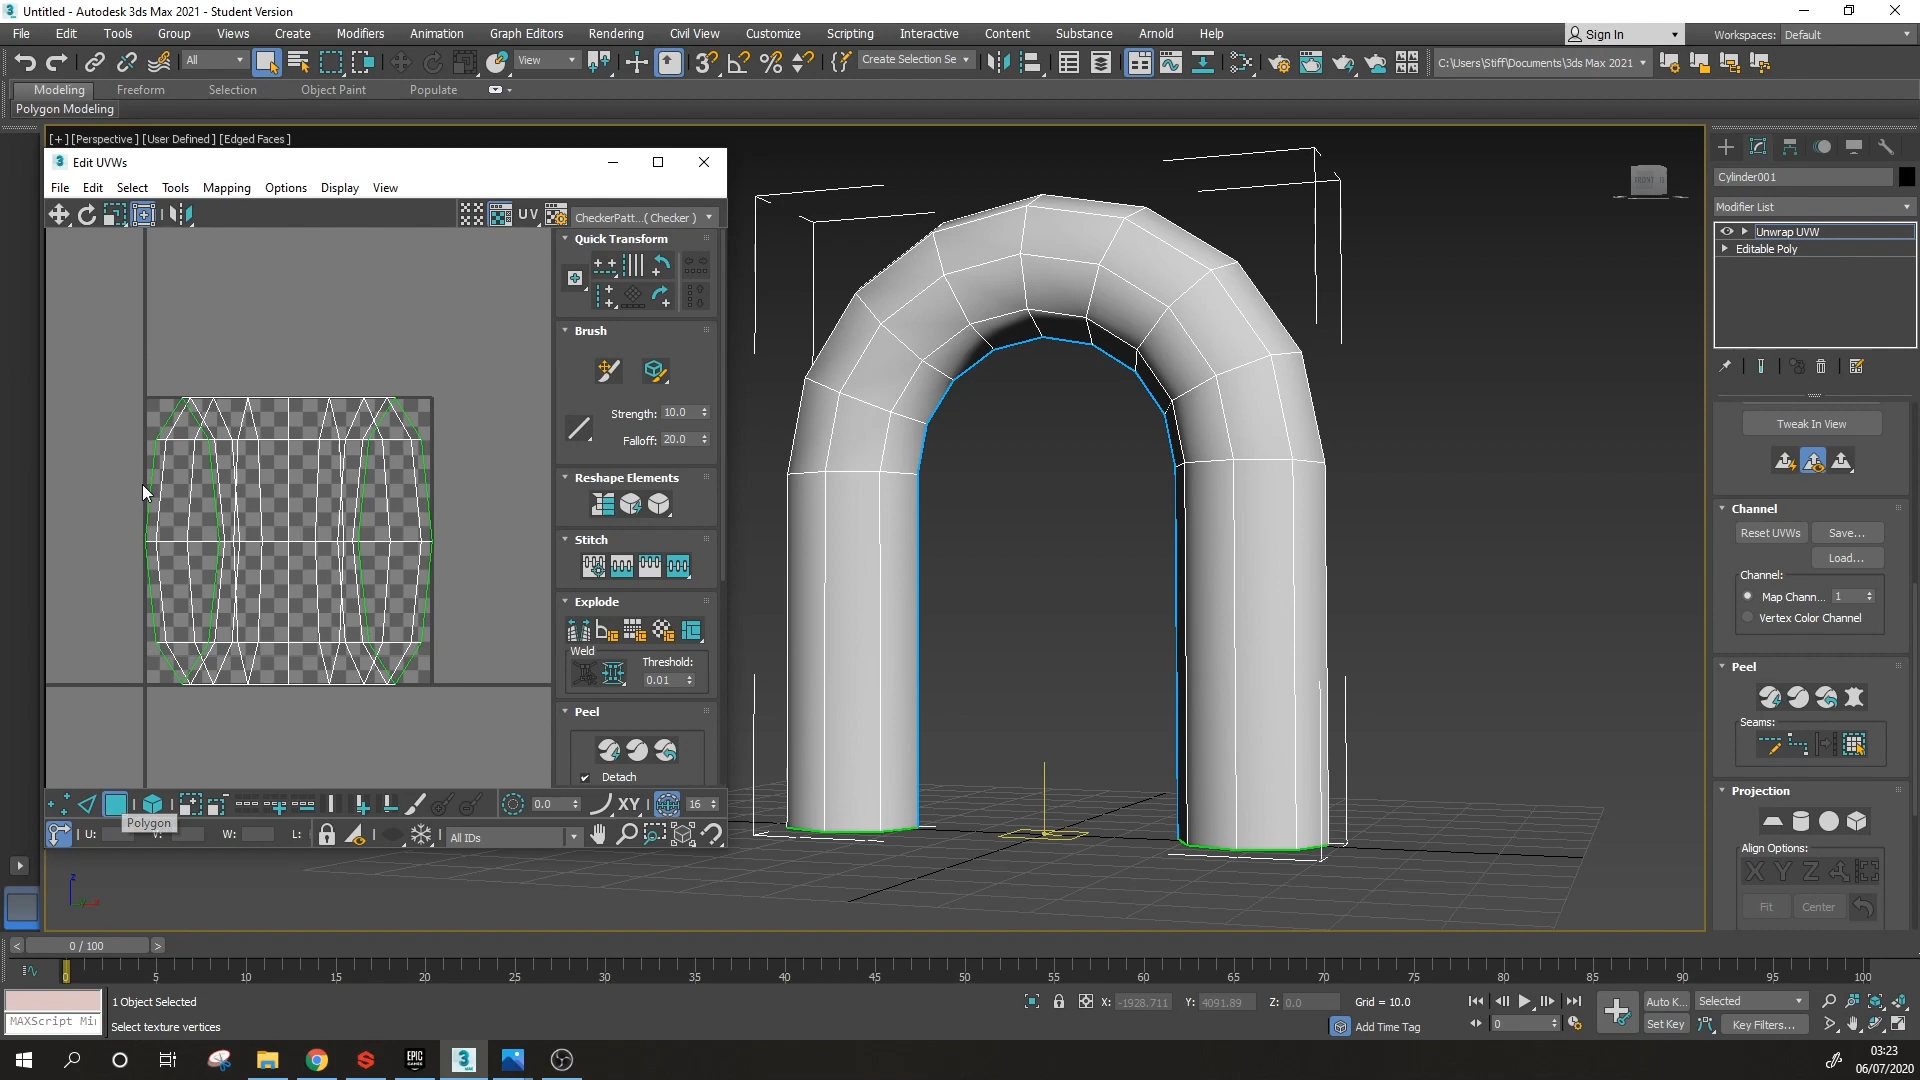 Untitled - Autodesk 3ds Max 2021 - Student Version
File Edit Tools Group Views Create Modifiers Animation Graph Editors Rendering Civil View Customize Scripting Interactive Content Substance Arnold Help
Sign In
Workspaces: Default
All
View
Create Selection Se
C:\Users\Stiff\Documents\3ds Max 2021
Modeling Freeform Selection Object Paint Populate
Polygon Modeling
[+] [Perspective] [User Defined] [Edged Faces]
Edit UVWs
File Edit Select Tools Mapping Options Display View
UV
CheckerPatt...( Checker )
Quick Transform
Brush
Strength: 10.0
Falloff: 20.0
Reshape Elements
Stitch
Explode
Weld
Threshold:
0.01
Peel
Detach
0.0
XY
16
Polygon
U: V: W: L:
All IDs
Cylinder001
Modifier List
Unwrap UVW
Editable Poly
Tweak In View
Channel
Reset UVWs Save...
Load...
Channel:
Map Chann... 1
Vertex Color Channel
Peel
Seams:
Projection
Align Options:
X Y Z
Fit Center
0 / 100
0 5 10 15 20 25 30 35 40 45 50 55 60 65 70 75 80 85 90 95 100
1 Object Selected
MAXScript Mi
Select texture vertices
X: -1928.711 Y: 4091.89 Z: 0.0 Grid = 10.0
Add Time Tag
0
Auto K... Selected
Set Key Key Filters...
EPIC
03:23
06/07/2020